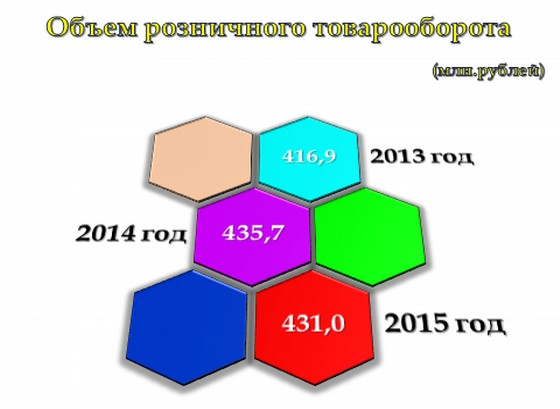 Объем розничного товарооборота
(млн.рублей)
416,9 2013 год
2014 год 435,7
431,0 2015 год